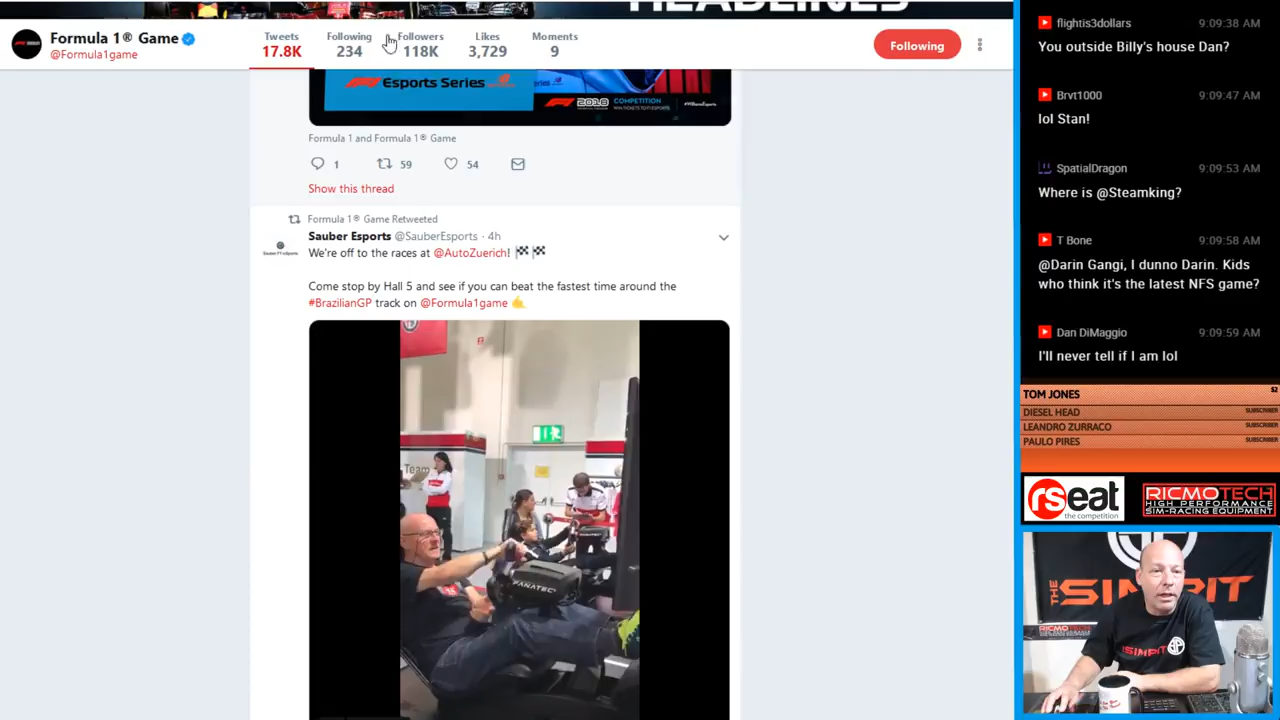 HEADLINES
Formula 1® Game
@Formula1game
Tweets
17.8K
Following
234
Followers
118K
Likes
3,729
Moments
9
Following
Esports Series
2018 COMPETITION
Formula 1 and Formula 1® Game
1 59 54
Show this thread
Formula 1® Game Retweeted
Sauber Esports @SauberEsports · 4h
We're off to the races at @AutoZuerich!
Come stop by Hall 5 and see if you can beat the fastest time around the
#BrazilianGP track on @Formula1game
Team
FANATEC
flightis3dollars 9:09:38 AM
You outside Billy's house Dan?
Brvt1000 9:09:47 AM
lol Stan!
SpatialDragon 9:09:53 AM
Where is @Steamking?
T Bone 9:09:58 AM
@Darin Gangi, I dunno Darin. Kids
who think it's the latest NFS game?
Dan DiMaggio 9:09:59 AM
I'll never tell if I am lol
TOM JONES $2
DIESEL HEAD SUBSCRIBER
LEANDRO ZURRACO SUBSCRIBER
PAULO PIRES SUBSCRIBER
rseat
the competition
RICMOTECH
HIGH PERFORMANCE
SIM-RACING EQUIPMENT
THE SIMPIT
RICMOTECH
ISIMPIT